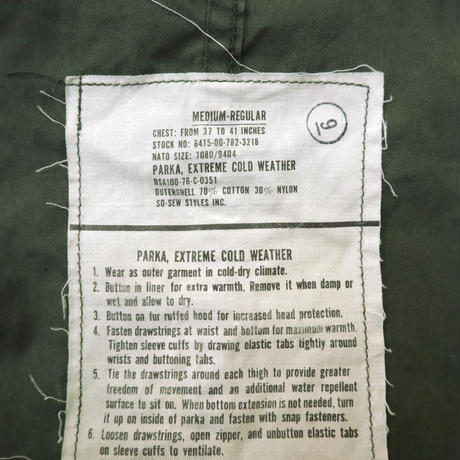 MEDIUM-REGULAR
CHEST: FROM 37 TO 41 INCHES
STOCK NO: 8415-00-782-3218
NATO SIZE: 7080/9404
PARKA, EXTREME COLD WEATHER
DSA100-76-C-0351
OUTERSHELL 70% COTTON 30% NYLON
SO-SEW STYLES INC.
9
PARKA, EXTREME COLD WEATHER
1. Wear as outer garment in cold-dry climate.
2. Button in liner for extra warmth. Remove it when damp or
wet and allow to dry.
3. Button on fur ruffed hood for increased head protection.
4. Fasten drawstrings at waist and bottom for maximum warmth.
Tighten sleeve cuffs by drawing elastic tabs tightly around
wrists and buttoning tabs.
5. Tie the drawstrings around each thigh to provide greater
freedom of movement and an additional water repellent
surface to sit on. When bottom extension is not needed, turn
it up on inside of parka and fasten with snap fasteners.
6. Loosen drawstrings, open zipper, and unbutton elastic tabs
on sleeve cuffs to ventilate.